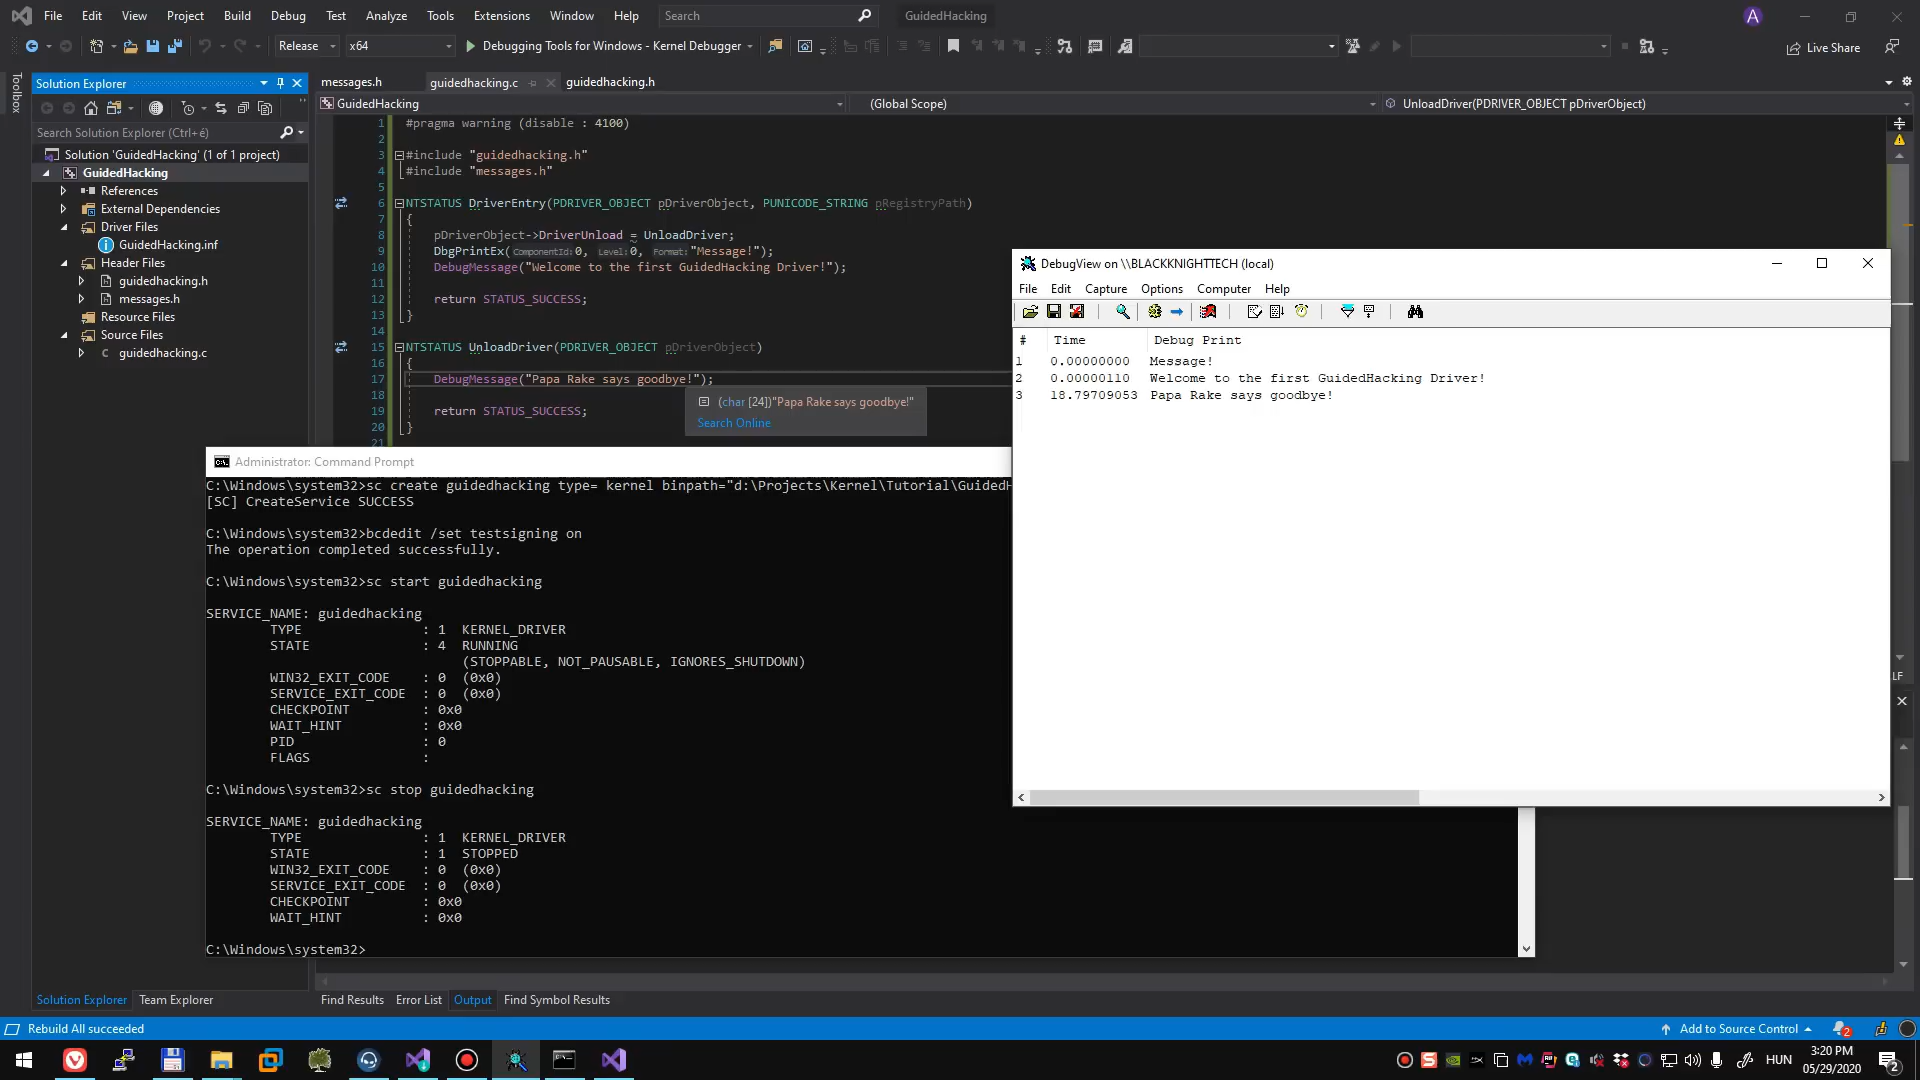 File Edit View Project Build Debug Test Analyze Tools Extensions Window Help Search GuidedHacking A
Release x64 Debugging Tools for Windows - Kernel Debugger Live Share
Toolbox
Solution Explorer
Search Solution Explorer (Ctrl+é)
Solution 'GuidedHacking' (1 of 1 project)
GuidedHacking
References
External Dependencies
Driver Files
GuidedHacking.inf
Header Files
guidedhacking.h
messages.h
Resource Files
Source Files
guidedhacking.c
messages.h guidedhacking.c guidedhacking.h
GuidedHacking (Global Scope) UnloadDriver(PDRIVER_OBJECT pDriverObject)
1 #pragma warning (disable : 4100)
2
3 #include "guidedhacking.h"
4 #include "messages.h"
5
6 NTSTATUS DriverEntry(PDRIVER_OBJECT pDriverObject, PUNICODE_STRING pRegistryPath)
7 {
8 pDriverObject->DriverUnload = UnloadDriver;
9 DbgPrintEx(ComponentId:0, Level:0, Format:"Message!");
10 DebugMessage("Welcome to the first GuidedHacking Driver!");
11
12 return STATUS_SUCCESS;
13 }
14
15 NTSTATUS UnloadDriver(PDRIVER_OBJECT pDriverObject)
16 {
17 DebugMessage("Papa Rake says goodbye!");
18
19 return STATUS_SUCCESS;
20 }
21
(char [24])"Papa Rake says goodbye!"
Search Online
DebugView on \\BLACKKNIGHTTECH (local)
File Edit Capture Options Computer Help
# Time Debug Print
1 0.00000000 Message!
2 0.00000110 Welcome to the first GuidedHacking Driver!
3 18.79709053 Papa Rake says goodbye!
Administrator: Command Prompt
C:\Windows\system32>sc create guidedhacking type= kernel binpath="d:\Projects\Kernel\Tutorial\GuidedH
[SC] CreateService SUCCESS
C:\Windows\system32>bcdedit /set testsigning on
The operation completed successfully.
C:\Windows\system32>sc start guidedhacking
SERVICE_NAME: guidedhacking
TYPE : 1 KERNEL_DRIVER
STATE : 4 RUNNING
(STOPPABLE, NOT_PAUSABLE, IGNORES_SHUTDOWN)
WIN32_EXIT_CODE : 0 (0x0)
SERVICE_EXIT_CODE : 0 (0x0)
CHECKPOINT : 0x0
WAIT_HINT : 0x0
PID : 0
FLAGS :
C:\Windows\system32>sc stop guidedhacking
SERVICE_NAME: guidedhacking
TYPE : 1 KERNEL_DRIVER
STATE : 1 STOPPED
WIN32_EXIT_CODE : 0 (0x0)
SERVICE_EXIT_CODE : 0 (0x0)
CHECKPOINT : 0x0
WAIT_HINT : 0x0
C:\Windows\system32>
LF
Solution Explorer Team Explorer Find Results Error List Output Find Symbol Results
Rebuild All succeeded Add to Source Control 2
HUN 3:20 PM
05/29/2020 2